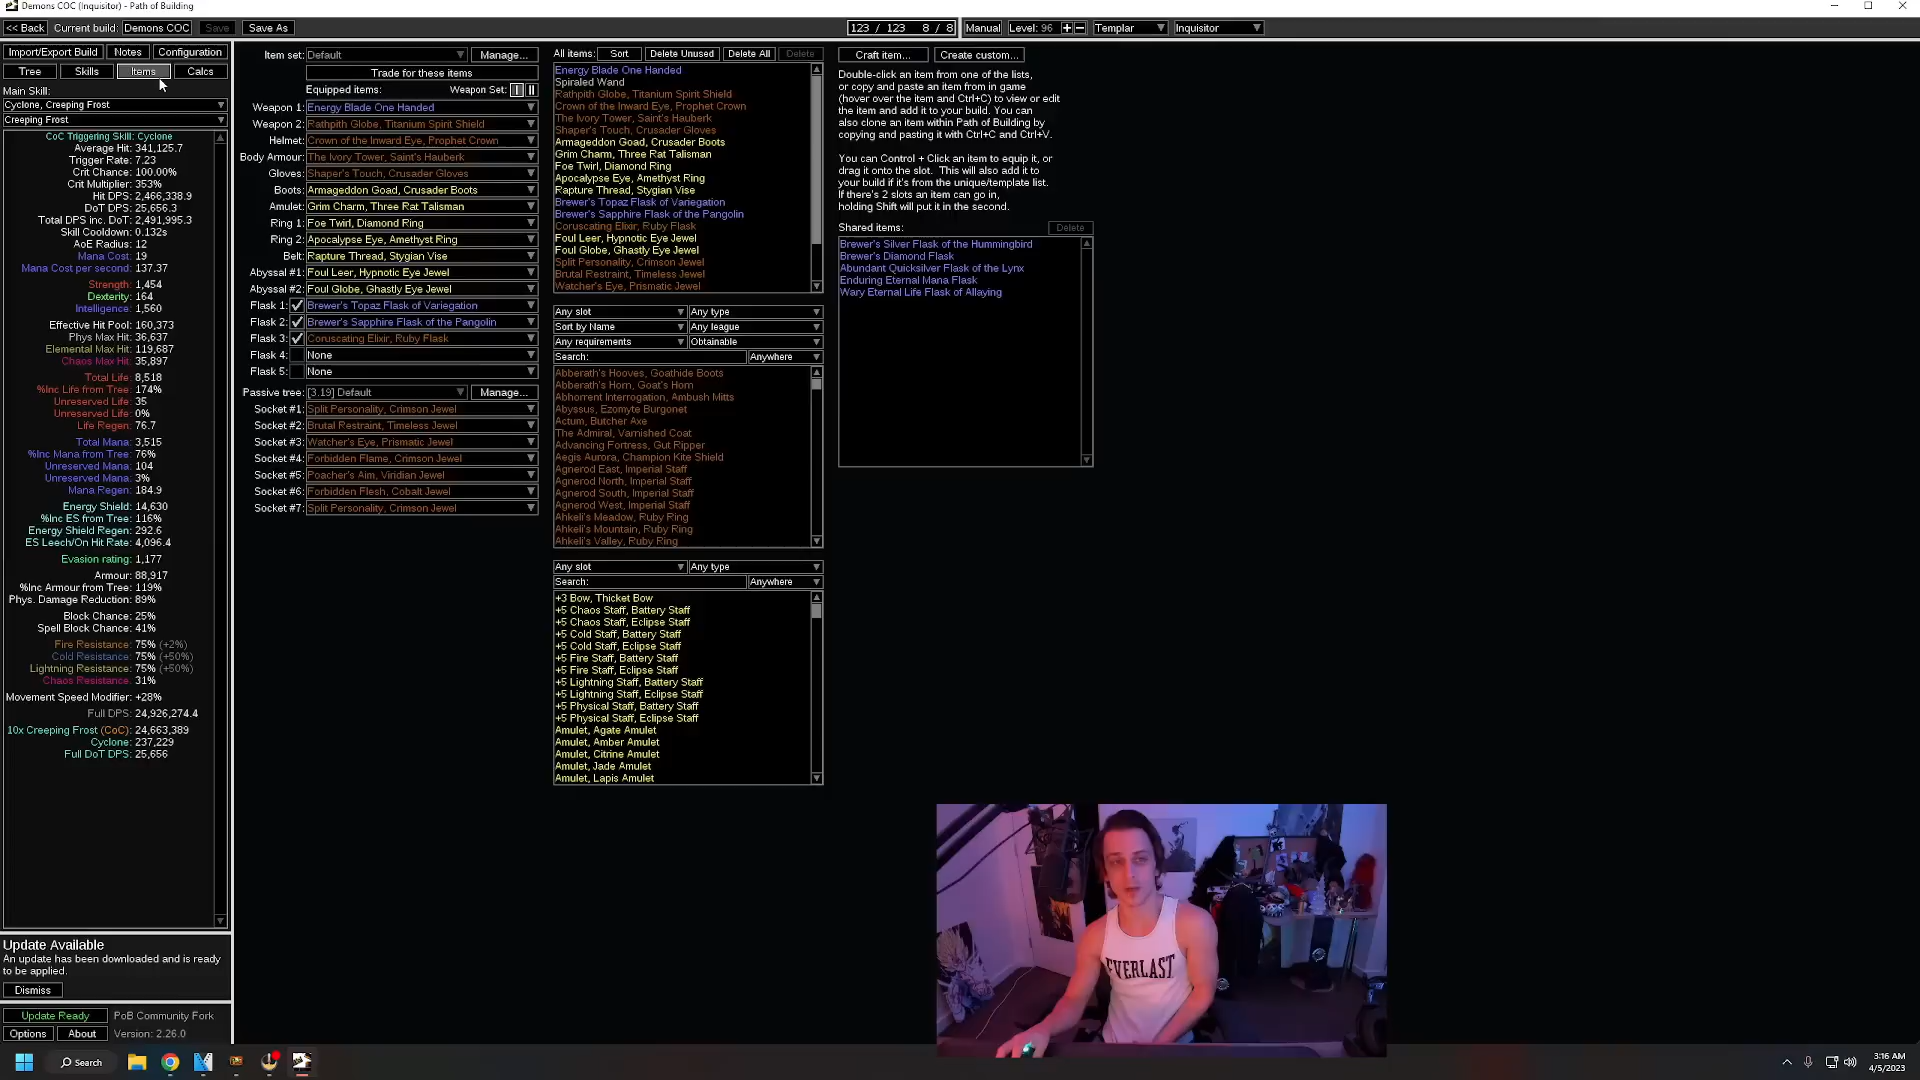 Demons COC (Inquisitor) - Path of Building
<< Back Current build: Demons COC Save Save As 123 / 123 8 / 8 Manual Level: 96 Templar Inquisitor
Import/Export Build Notes Configuration
Tree Skills Items Calcs
Main Skill:
Cyclone, Creeping Frost
Creeping Frost
CoC Triggering Skill: Cyclone
Average Hit: 341,125.7
Trigger Rate: 7.23
Crit Chance: 100.00%
Crit Multiplier: 353%
Hit DPS: 2,466,338.9
DoT DPS: 25,656.3
Total DPS inc. DoT: 2,491,995.3
Skill Cooldown: 0.132s
AoE Radius: 12
Mana Cost: 19
Mana Cost per second: 137.37
Strength: 1,454
Dexterity: 164
Intelligence: 1,560
Effective Hit Pool: 160,373
Phys Max Hit: 36,637
Elemental Max Hit: 119,687
Chaos Max Hit: 35,897
Total Life: 8,518
%Inc Life from Tree: 174%
Unreserved Life: 35
Unreserved Life: 0%
Life Regen: 76.7
Total Mana: 3,515
%Inc Mana from Tree: 76%
Unreserved Mana: 104
Unreserved Mana: 3%
Mana Regen: 184.9
Energy Shield: 14,630
%Inc ES from Tree: 116%
Energy Shield Regen: 292.6
ES Leech/On Hit Rate: 4,096.4
Evasion rating: 1,177
Armour: 88,917
%Inc Armour from Tree: 119%
Phys. Damage Reduction: 89%
Block Chance: 25%
Spell Block Chance: 41%
Fire Resistance: 75% (+2%)
Cold Resistance: 75% (+50%)
Lightning Resistance: 75% (+50%)
Chaos Resistance: 31%
Movement Speed Modifier: +28%
Full DPS: 24,926,274.4
10x Creeping Frost (CoC): 24,663,389
Cyclone: 237,229
Full DoT DPS: 25,656
Update Available
An update has been downloaded and is ready
to be applied.
Dismiss
Update Ready PoB Community Fork
Options About Version: 2.26.0
Item set: Default Manage...
Trade for these items
Equipped items: Weapon Set: I II
Weapon 1: Energy Blade One Handed
Weapon 2: Rathpith Globe, Titanium Spirit Shield
Helmet: Crown of the Inward Eye, Prophet Crown
Body Armour: The Ivory Tower, Saint's Hauberk
Gloves: Shaper's Touch, Crusader Gloves
Boots: Armageddon Goad, Crusader Boots
Amulet: Grim Charm, Three Rat Talisman
Ring 1: Foe Twirl, Diamond Ring
Ring 2: Apocalypse Eye, Amethyst Ring
Belt: Rapture Thread, Stygian Vise
Abyssal #1: Foul Leer, Hypnotic Eye Jewel
Abyssal #2: Foul Globe, Ghastly Eye Jewel
Flask 1: Brewer's Topaz Flask of Variegation
Flask 2: Brewer's Sapphire Flask of the Pangolin
Flask 3: Coruscating Elixir, Ruby Flask
Flask 4: None
Flask 5: None
Passive tree: [3.19] Default Manage...
Socket #1: Split Personality, Crimson Jewel
Socket #2: Brutal Restraint, Timeless Jewel
Socket #3: Watcher's Eye, Prismatic Jewel
Socket #4: Forbidden Flame, Crimson Jewel
Socket #5: Poacher's Aim, Viridian Jewel
Socket #6: Forbidden Flesh, Cobalt Jewel
Socket #7: Split Personality, Crimson Jewel
All items: Sort Delete Unused Delete All Delete
Energy Blade One Handed
Spiraled Wand
Rathpith Globe, Titanium Spirit Shield
Crown of the Inward Eye, Prophet Crown
The Ivory Tower, Saint's Hauberk
Shaper's Touch, Crusader Gloves
Armageddon Goad, Crusader Boots
Grim Charm, Three Rat Talisman
Foe Twirl, Diamond Ring
Apocalypse Eye, Amethyst Ring
Rapture Thread, Stygian Vise
Brewer's Topaz Flask of Variegation
Brewer's Sapphire Flask of the Pangolin
Coruscating Elixir, Ruby Flask
Foul Leer, Hypnotic Eye Jewel
Foul Globe, Ghastly Eye Jewel
Split Personality, Crimson Jewel
Brutal Restraint, Timeless Jewel
Watcher's Eye, Prismatic Jewel
Any slot Any type
Sort by Name Any league
Any requirements Obtainable
Search: Anywhere
Abberath's Hooves, Goathide Boots
Abberath's Horn, Goat's Horn
Abhorrent Interrogation, Ambush Mitts
Abyssus, Ezomyte Burgonet
Actum, Butcher Axe
The Admiral, Varnished Coat
Advancing Fortress, Gut Ripper
Aegis Aurora, Champion Kite Shield
Agnerod East, Imperial Staff
Agnerod North, Imperial Staff
Agnerod South, Imperial Staff
Agnerod West, Imperial Staff
Ahkeli's Meadow, Ruby Ring
Ahkeli's Mountain, Ruby Ring
Ahkeli's Valley, Ruby Ring
Any slot Any type
Search: Anywhere
+3 Bow, Thicket Bow
+5 Chaos Staff, Battery Staff
+5 Chaos Staff, Eclipse Staff
+5 Cold Staff, Battery Staff
+5 Cold Staff, Eclipse Staff
+5 Fire Staff, Battery Staff
+5 Fire Staff, Eclipse Staff
+5 Lightning Staff, Battery Staff
+5 Lightning Staff, Eclipse Staff
+5 Physical Staff, Battery Staff
+5 Physical Staff, Eclipse Staff
Amulet, Agate Amulet
Amulet, Amber Amulet
Amulet, Citrine Amulet
Amulet, Jade Amulet
Amulet, Lapis Amulet
Craft item... Create custom...
Double-click an item from one of the lists,
or copy and paste an item from in game
(hover over the item and Ctrl+C) to view or edit
the item and add it to your build. You can
also clone an item within Path of Building by
copying and pasting it with Ctrl+C and Ctrl+V.
You can Control + Click an item to equip it, or
drag it onto the slot. This will also add it to
your build if it's from the unique/template list.
If there's 2 slots an item can go in,
holding Shift will put it in the second.
Shared items: Delete
Brewer's Silver Flask of the Hummingbird
Brewer's Diamond Flask
Abundant Quicksilver Flask of the Lynx
Enduring Eternal Mana Flask
Wary Eternal Life Flask of Allaying
EVERLAST
Search
3:16 AM
4/5/2023